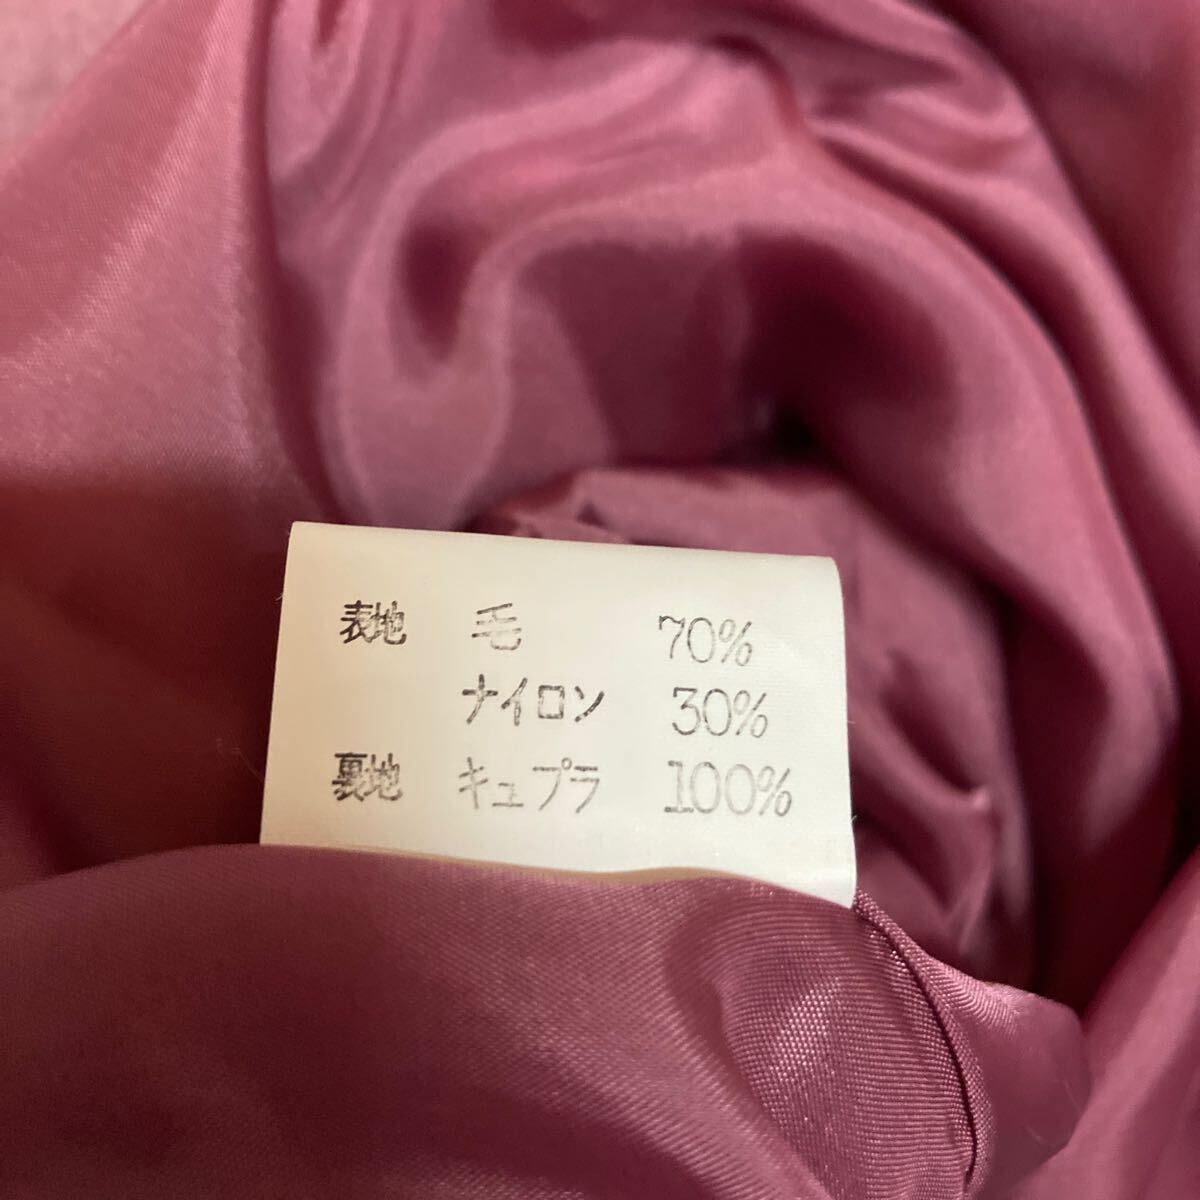 表地 毛 70%
ナイロン 30%
裏地 キュプラ 100%